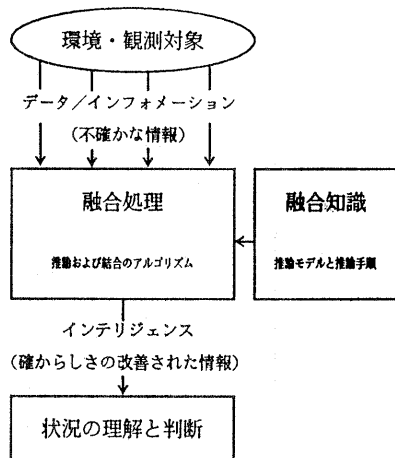 環境・観測対象
データ／インフォメーション
（不確かな情報）
融合処理
推論および結合のアルゴリズム
融合知識
推論モデルと推論手順
インテリジェンス
（確からしさの改善された情報）
状況の理解と判断